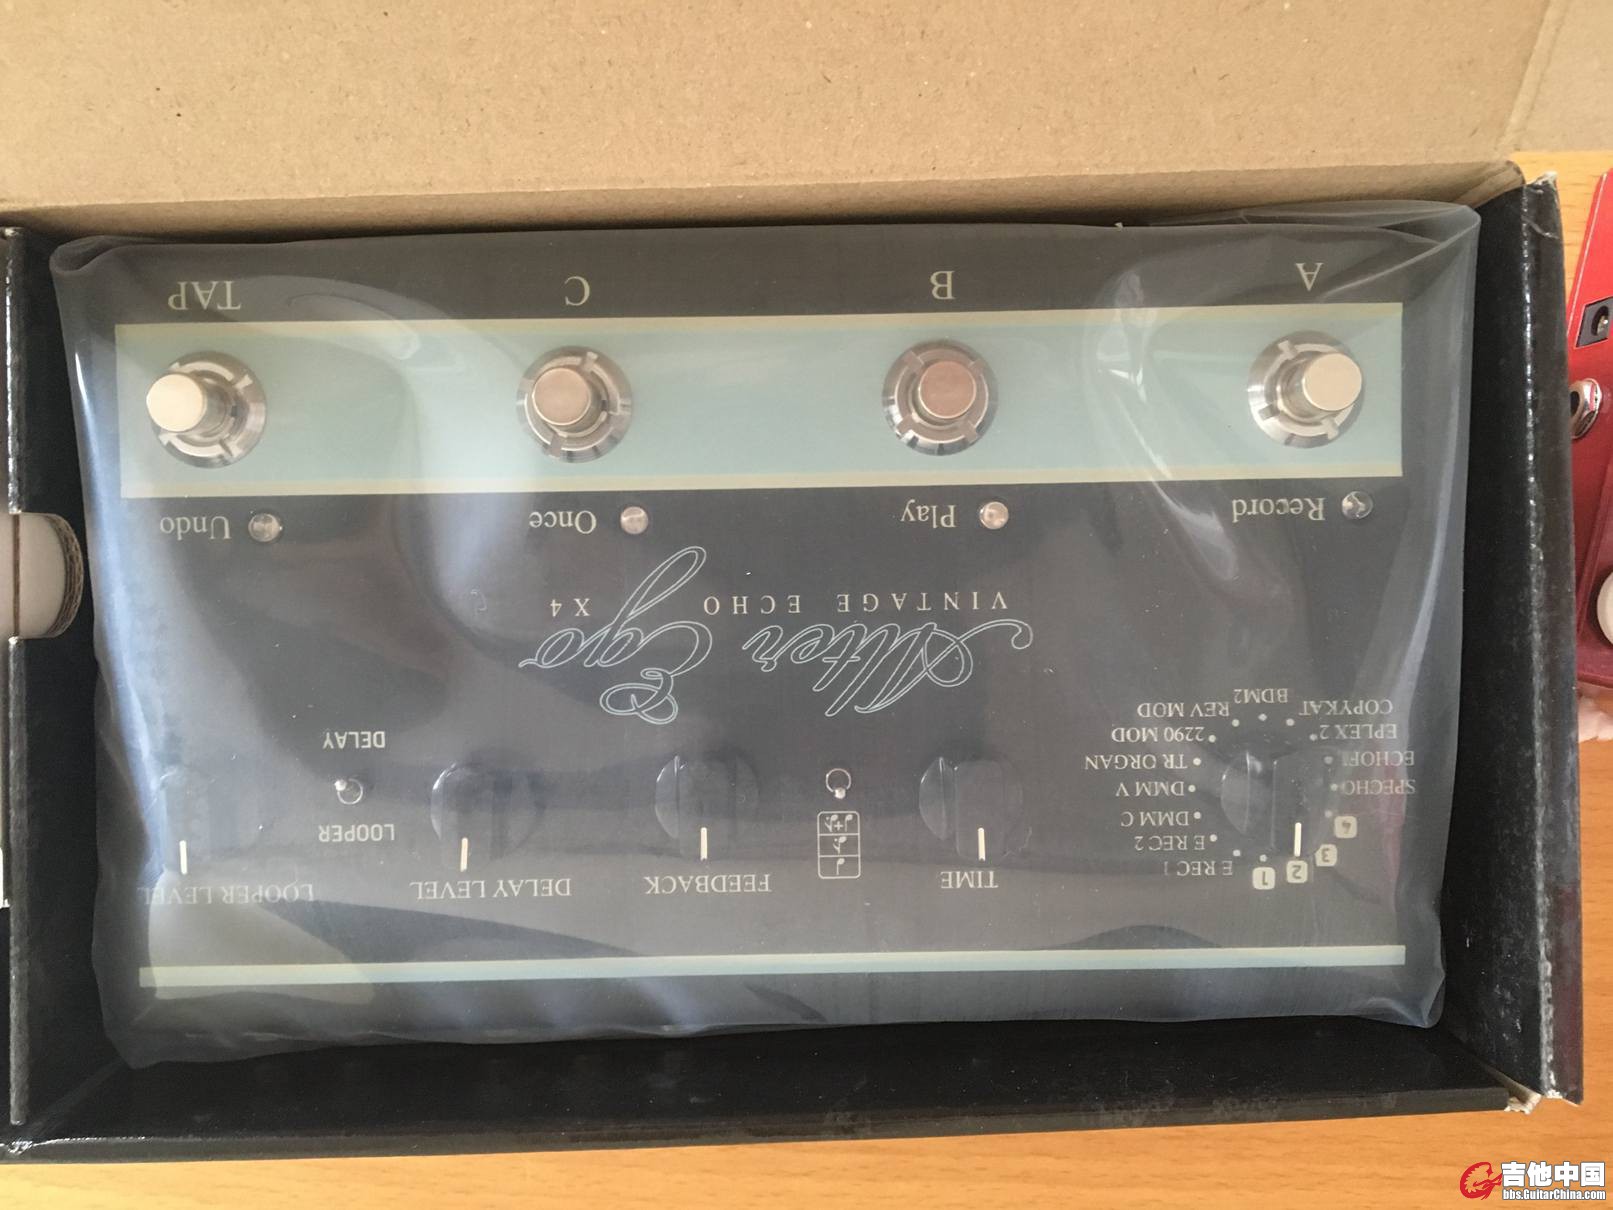 LOOPER LEVEL
DELAY LEVEL
FEEDBACK
TIME
1
2
3
4
E REC 1
E REC 2
DMM C
DMM V
TR ORGAN
2290 MOD
REV MOD
BDM2
COPYKAT
EPLEX 2
ECHOFI
SPECHO
LOOPER
DELAY
Alter Ego
VINTAGE ECHO X4
Record
Play
Once
Undo
A
B
C
TAP
吉他中国
bbs.GuitarChina.com